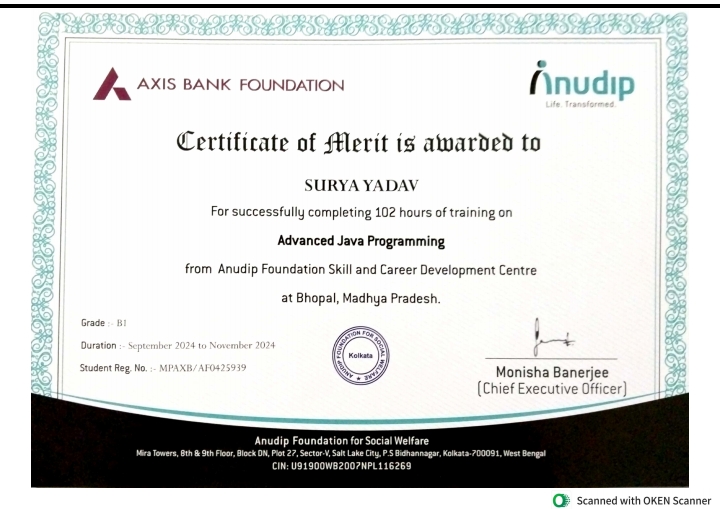 AXIS BANK FOUNDATION
Anudip
Life. Transformed.
Certificate of Merit is awarded to
SURYA YADAV
For successfully completing 102 hours of training on
Advanced Java Programming
from Anudip Foundation Skill and Career Development Centre
at Bhopal, Madhya Pradesh.
Grade :- B1
Duration :- September 2024 to November 2024
Student Reg. No. :- MPAXB/AF0425939
ANUDIP FOUNDATION FOR SOCIAL WELFARE
Kolkata
Monisha Banerjee
(Chief Executive Officer)
Anudip Foundation for Social Welfare
Mira Towers, 8th & 9th Floor, Block DN, Plot 27, Sector-V, Salt Lake City, P.S Bidhannagar, Kolkata-700091, West Bengal
CIN: U91900WB2007NPL116269
Scanned with OKEN Scanner